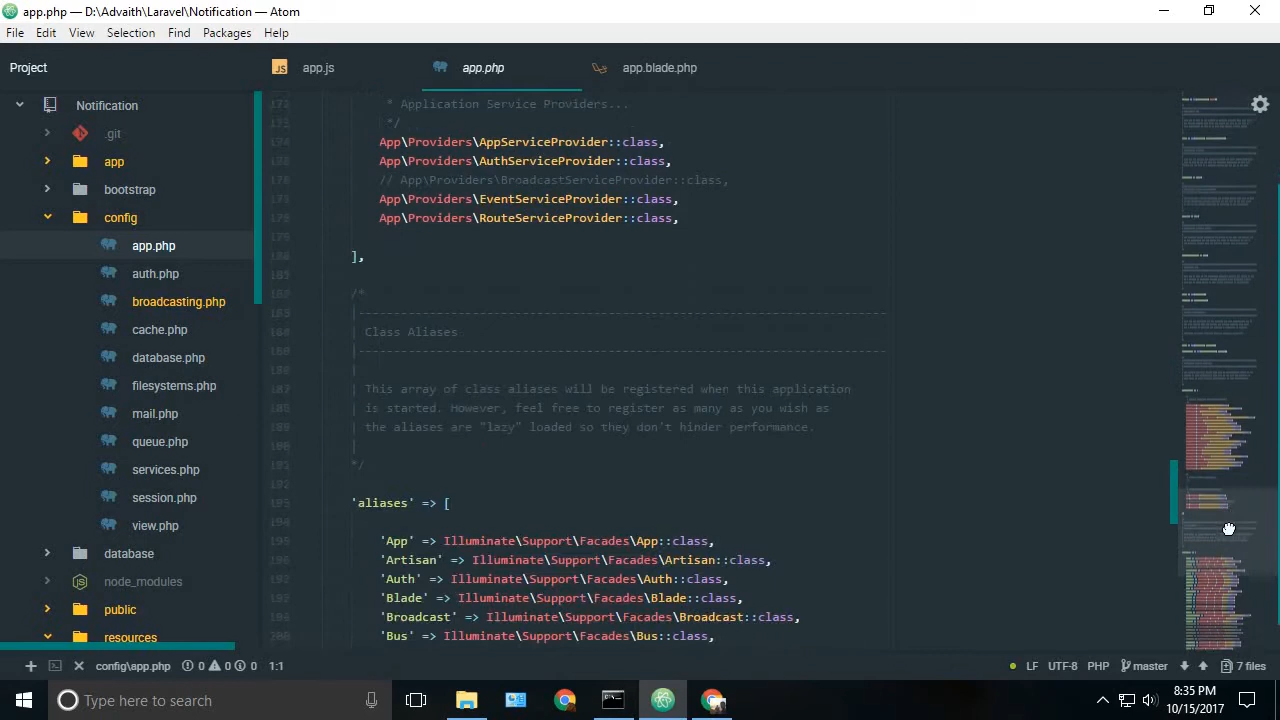 app.php — D:\Advaith\Laravel\Notification — Atom
File Edit View Selection Find Packages Help
Project
app.js
app.php
app.blade.php
Notification
.git
app
bootstrap
config
app.php
auth.php
broadcasting.php
cache.php
database.php
filesystems.php
mail.php
queue.php
services.php
session.php
view.php
database
node_modules
public
resources
* Application Service Providers...
*/
App\Providers\AppServiceProvider::class,
App\Providers\AuthServiceProvider::class,
// App\Providers\BroadcastServiceProvider::class,
App\Providers\EventServiceProvider::class,
App\Providers\RouteServiceProvider::class,
],
/*
|--------------------------------------------------------------------------
| Class Aliases
|--------------------------------------------------------------------------
|
| This array of class aliases will be registered when this application
| is started. However, feel free to register as many as you wish as
| the aliases are loaded so they don't hinder performance.
|
*/
'aliases' => [
'App' => Illuminate\Support\Facades\App::class,
'Artisan' => Illuminate\Support\Facades\Artisan::class,
'Auth' => Illuminate\Support\Facades\Auth::class,
'Blade' => Illuminate\Support\Facades\Blade::class,
'Broadcast' => Illuminate\Support\Facades\Broadcast::class,
'Bus' => Illuminate\Support\Facades\Bus::class,
config\app.php 0 0 0 1:1
LF UTF-8 PHP master 7 files
Type here to search
8:35 PM
10/15/2017